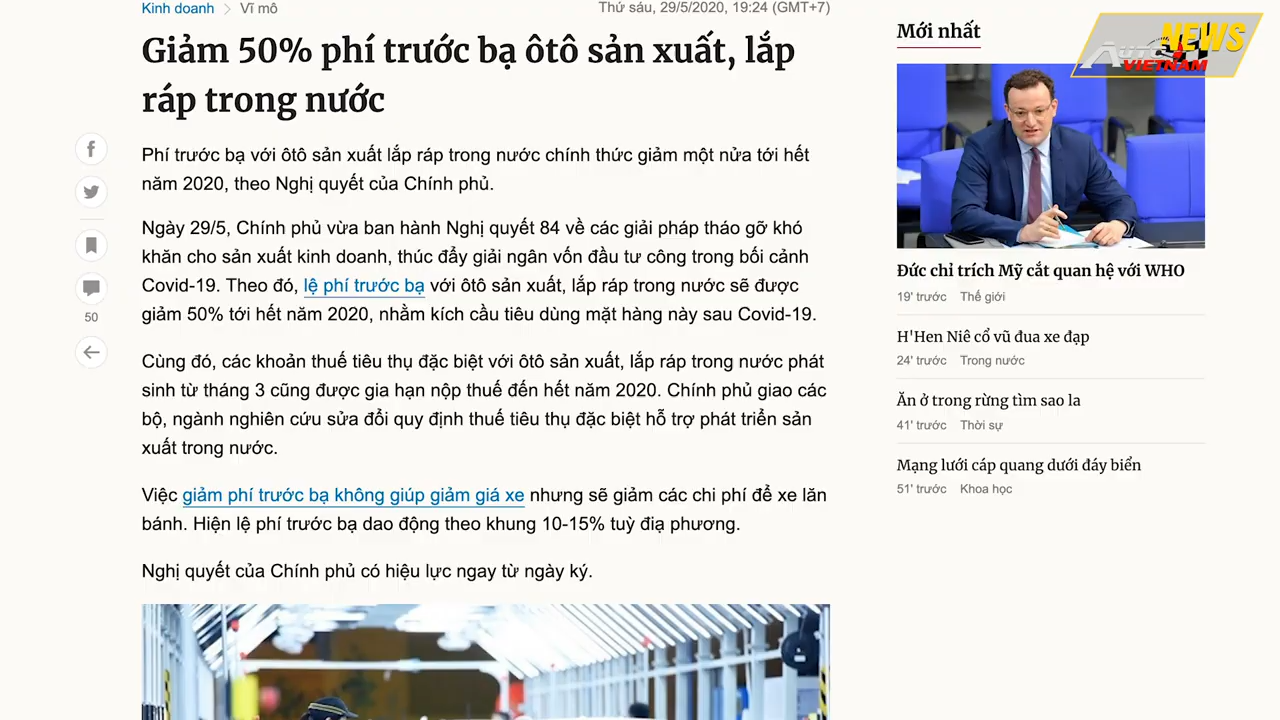 Kinh doanh > Vĩ mô
Thứ sáu, 29/5/2020, 19:24 (GMT+7)
Giảm 50% phí trước bạ ôtô sản xuất, lắp
ráp trong nước
Phí trước bạ với ôtô sản xuất lắp ráp trong nước chính thức giảm một nửa tới hết
năm 2020, theo Nghị quyết của Chính phủ.
Ngày 29/5, Chính phủ vừa ban hành Nghị quyết 84 về các giải pháp tháo gỡ khó
khăn cho sản xuất kinh doanh, thúc đẩy giải ngân vốn đầu tư công trong bối cảnh
Covid-19. Theo đó, lệ phí trước bạ với ôtô sản xuất, lắp ráp trong nước sẽ được
giảm 50% tới hết năm 2020, nhằm kích cầu tiêu dùng mặt hàng này sau Covid-19.
50
Cùng đó, các khoản thuế tiêu thụ đặc biệt với ôtô sản xuất, lắp ráp trong nước phát
sinh từ tháng 3 cũng được gia hạn nộp thuế đến hết năm 2020. Chính phủ giao các
bộ, ngành nghiên cứu sửa đổi quy định thuế tiêu thụ đặc biệt hỗ trợ phát triển sản
xuất trong nước.
Việc giảm phí trước bạ không giúp giảm giá xe nhưng sẽ giảm các chi phí để xe lăn
bánh. Hiện lệ phí trước bạ dao động theo khung 10-15% tuỳ địa phương.
Nghị quyết của Chính phủ có hiệu lực ngay từ ngày ký.
Mới nhất
NEWS
VIETNAM
Đức chỉ trích Mỹ cắt quan hệ với WHO
19' trước Thế giới
H'Hen Niê cổ vũ đua xe đạp
24' trước Trong nước
Ăn ở trong rừng tìm sao la
41' trước Thời sự
Mạng lưới cáp quang dưới đáy biển
51' trước Khoa học